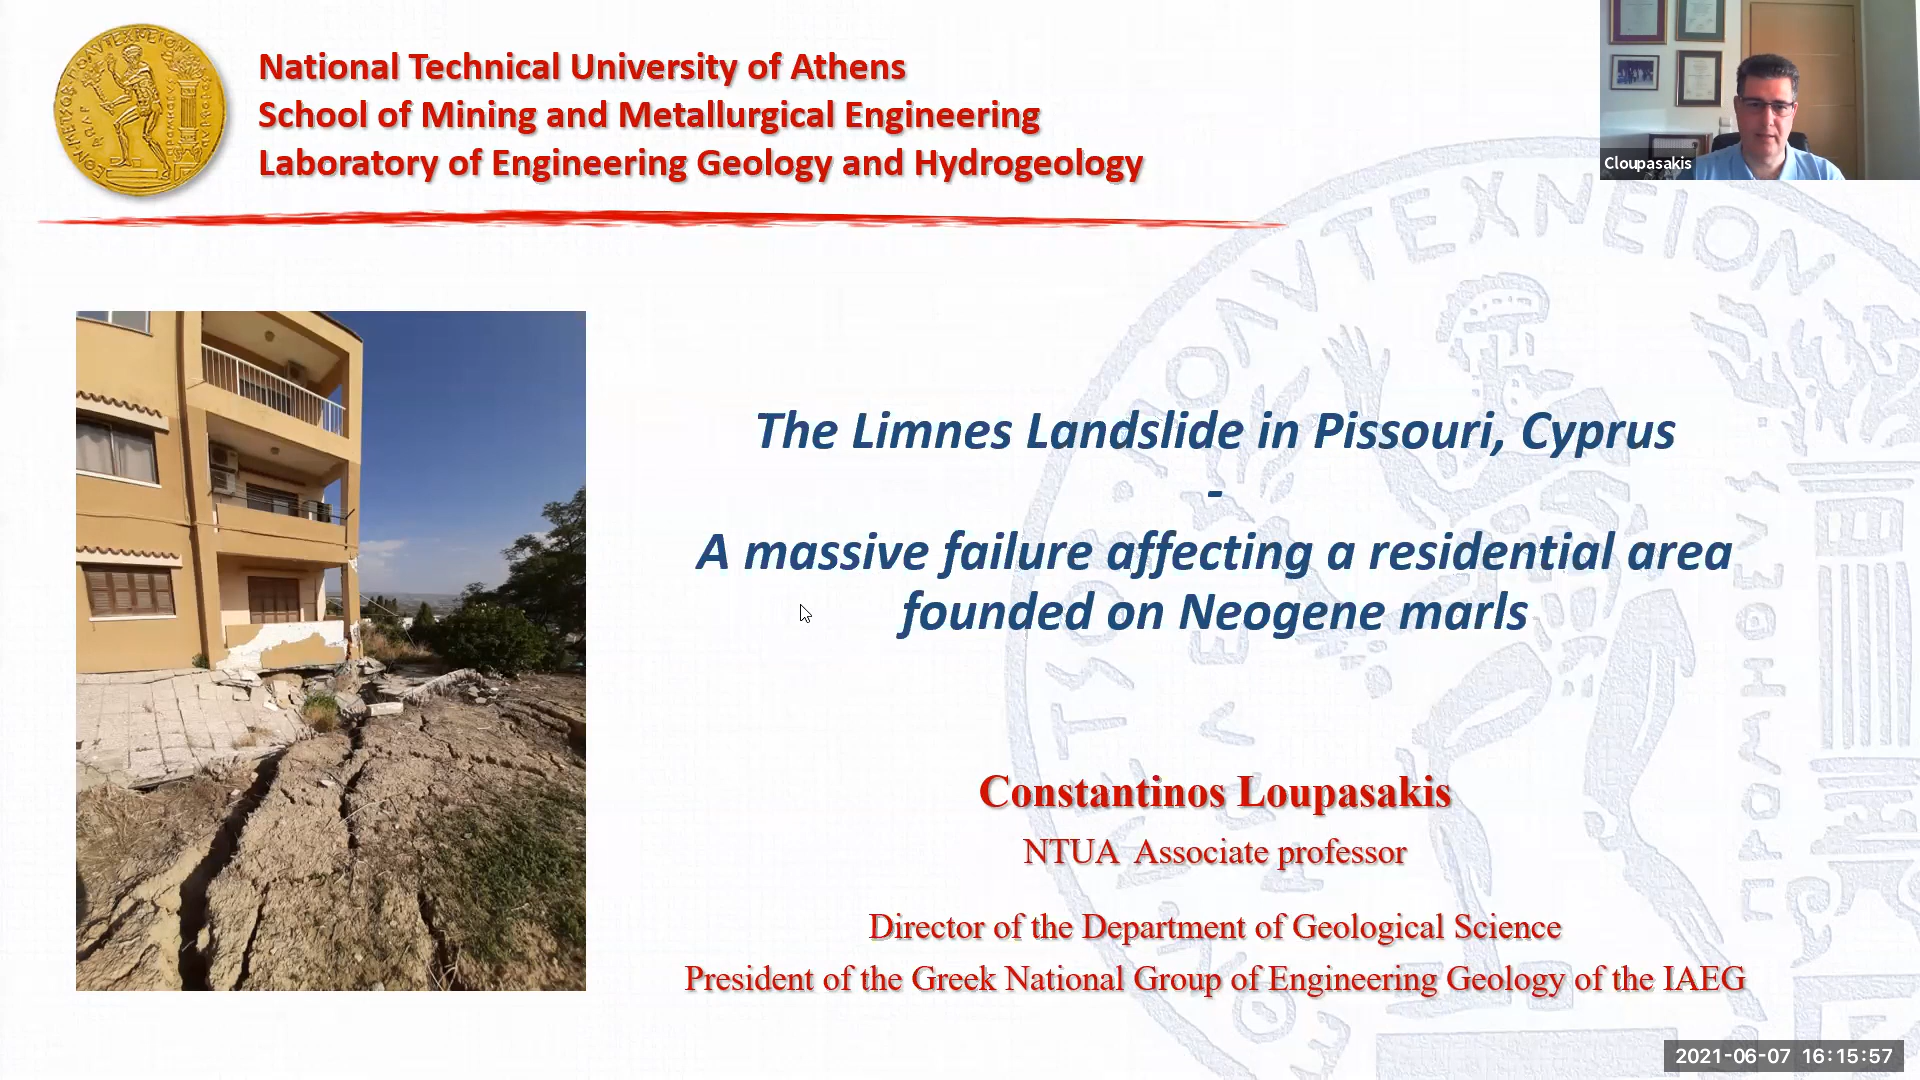 National Technical University of Athens
School of Mining and Metallurgical Engineering
Laboratory of Engineering Geology and Hydrogeology
Cloupasakis
The Limnes Landslide in Pissouri, Cyprus
-
A massive failure affecting a residential area
founded on Neogene marls
Constantinos Loupasakis
NTUA Associate professor
Director of the Department of Geological Science
President of the Greek National Group of Engineering Geology of the IAEG
2021-06-07 16:15:57